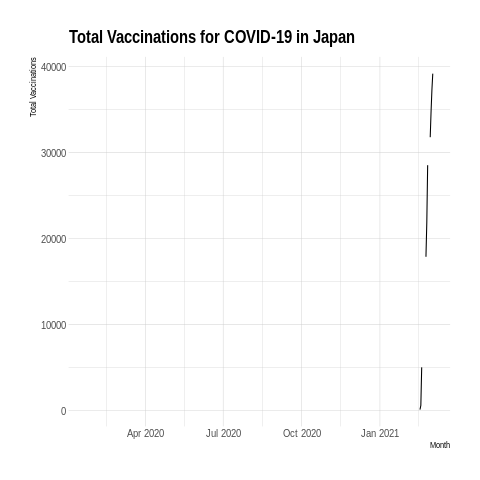 Total Vaccinations for COVID-19 in Japan
Total Vaccinations
40000
30000
20000
10000
0
Apr 2020
Jul 2020
Oct 2020
Jan 2021
Month